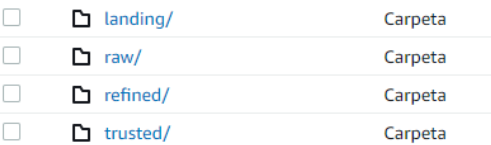 landing/ Carpeta
raw/ Carpeta
refined/ Carpeta
trusted/ Carpeta